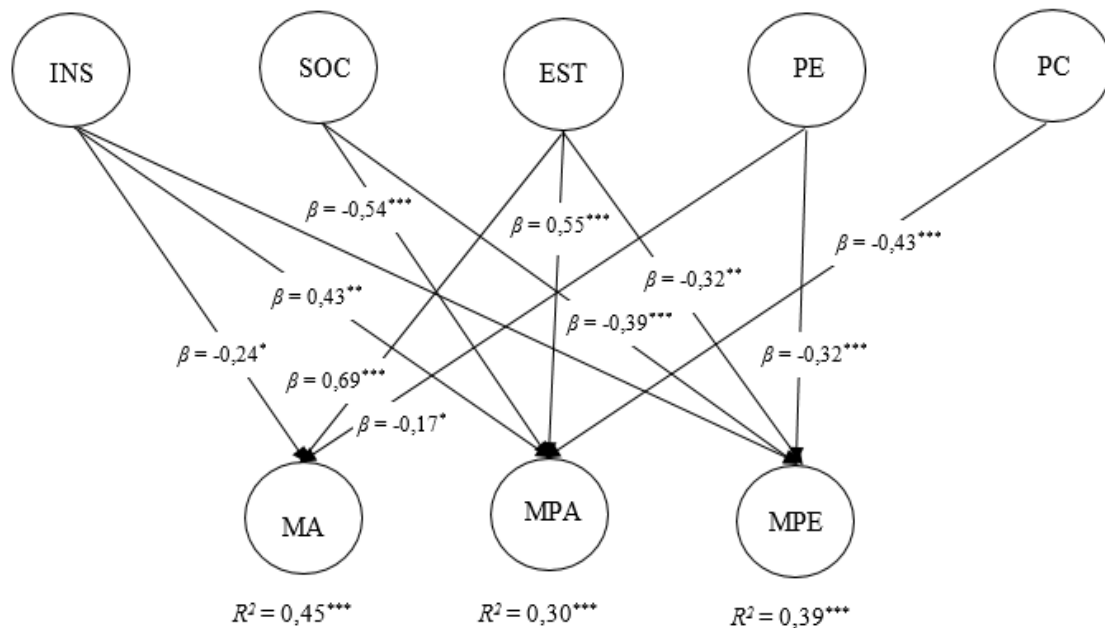 INS
SOC
EST
PE
PC
β = -0,54***
β = 0,55***
β = -0,43***
β = -0,32**
β = 0,43**
β = -0,39***
β = -0,24*
β = -0,32***
β = 0,69***
β = -0,17*
MA
MPA
MPE
R² = 0,45***
R² = 0,30***
R² = 0,39***